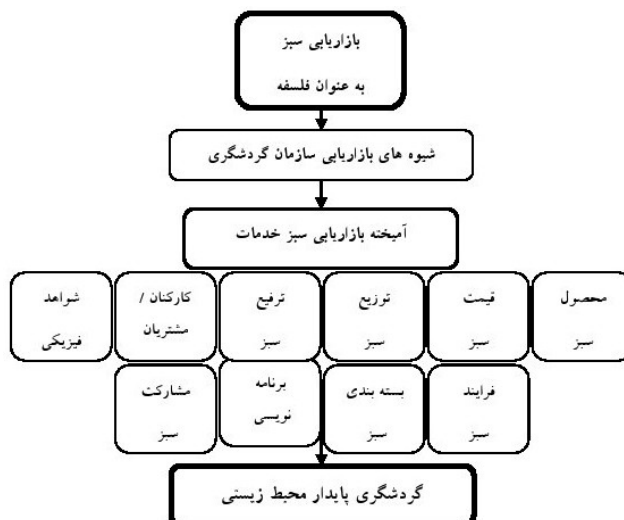 بازاریابی سبز
به عنوان فلسفه
شیوه های بازاریابی سازمان گردشگری
آمیخته بازاریابی سبز خدمات
محصول
سبز
قیمت
سبز
توزیع
سبز
ترفیع
سبز
کارکنان /
مشتریان
شواهد
فیزیکی
فرایند
سبز
بسته بندی
سبز
برنامه
نویسی
مشارکت
سبز
گردشگری پایدار محیط زیستی